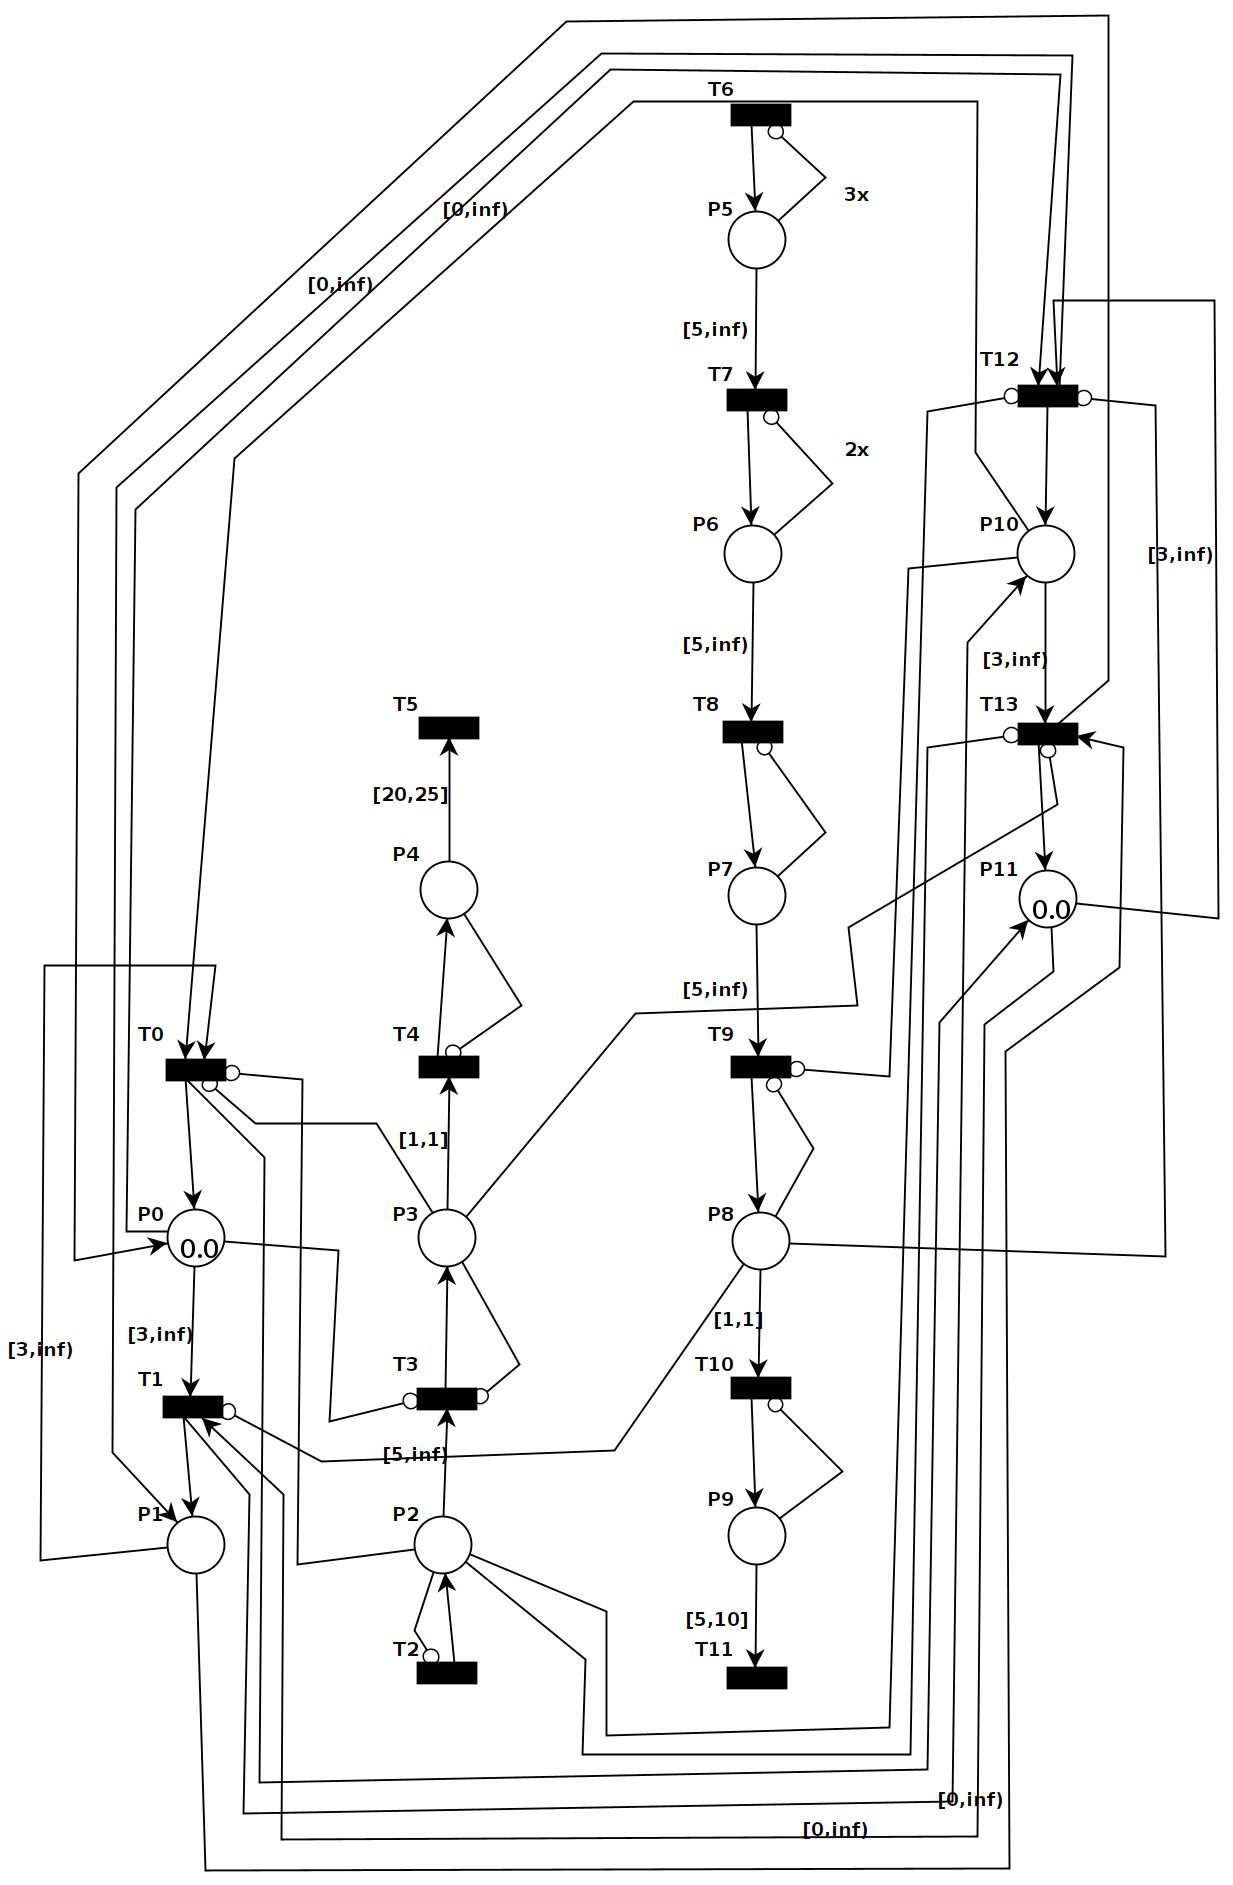 T6
3x
P5
[0,inf)
[0,inf)
[5,inf)
T7
T12
2x
P6
P10
[3,inf)
[5,inf)
[3,inf)
T5
T8
T13
[20,25]
P4
P7
P11
0.0
[5,inf)
T0
T4
T9
[1,1]
P0
P3
P8
0.0
[1,1]
[3,inf)
[3,inf)
T1
T3
T10
[5,inf)
P9
P1
P2
[5,10]
T2
T11
[0,inf)
[0,inf)